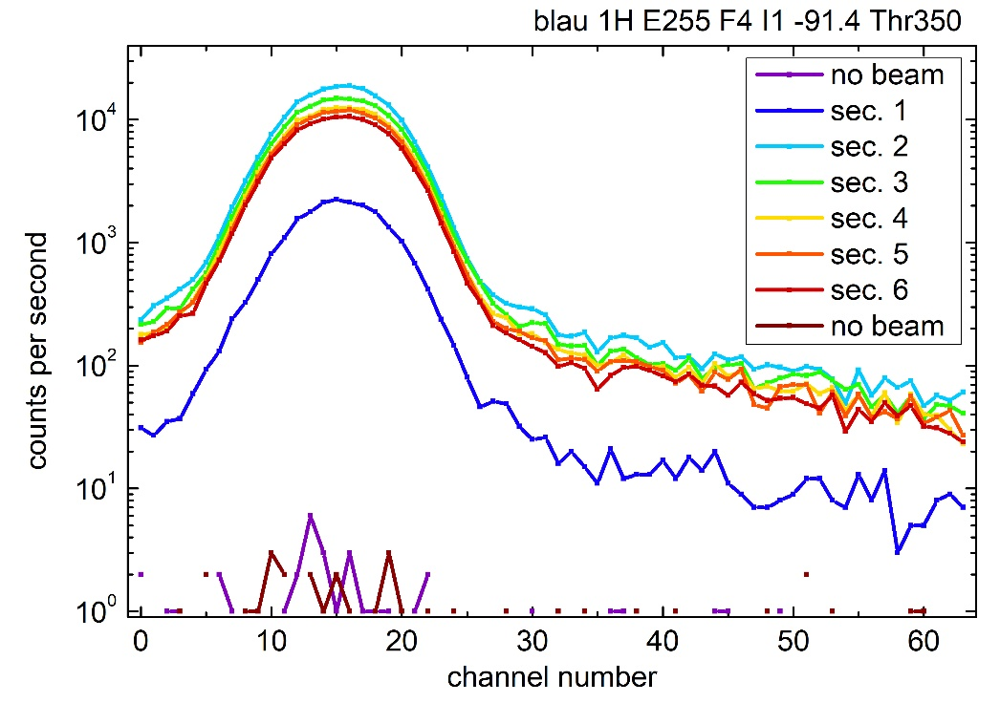 blau 1H E255 F4 I1 -91.4 Thr350
no beam
sec. 1
sec. 2
sec. 3
sec. 4
sec. 5
sec. 6
no beam
counts per second
10⁴
10³
10²
10¹
10⁰
0 10 20 30 40 50 60
channel number